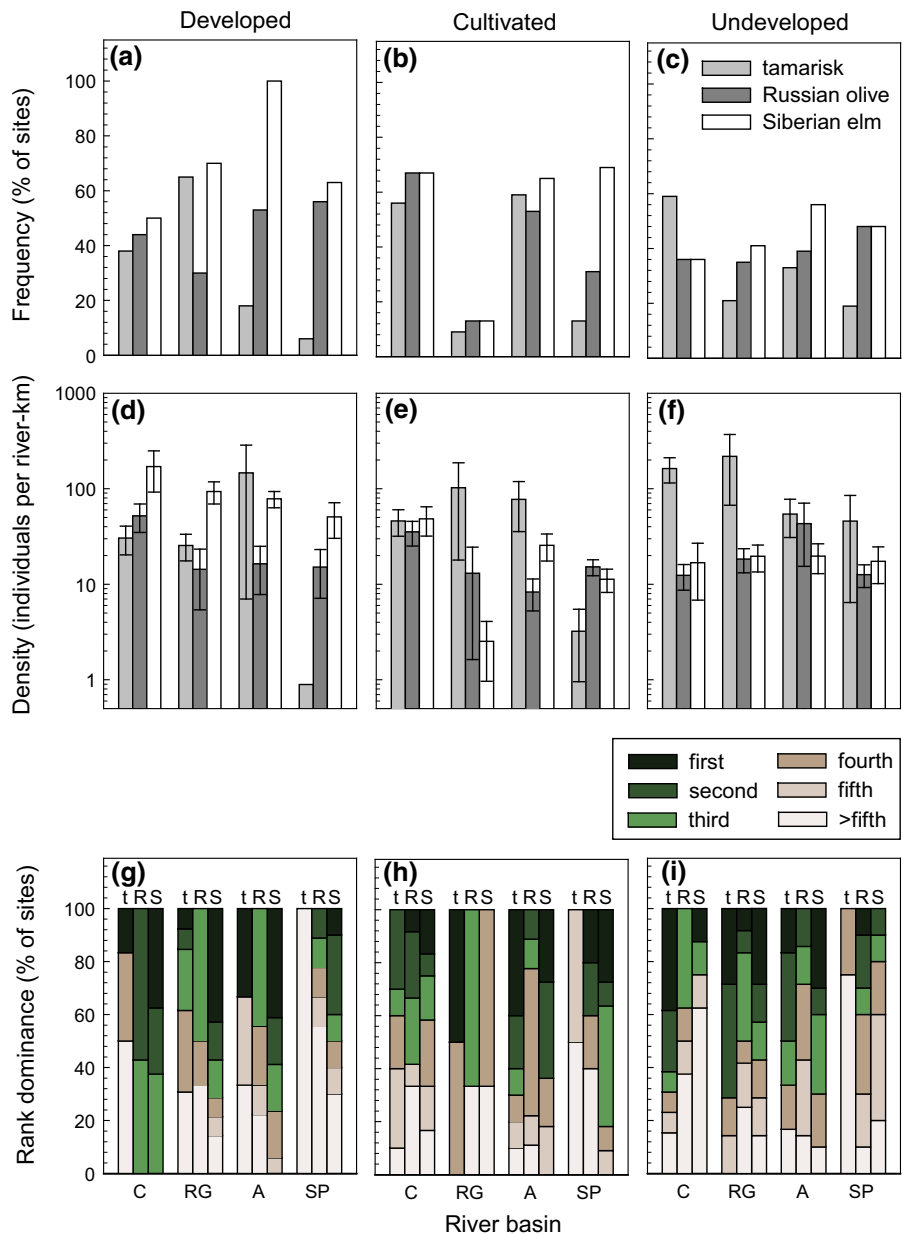 Developed Cultivated Undeveloped
(a) (b) (c)
tamarisk
Russian olive
Siberian elm
Frequency (% of sites)
100
80
60
40
20
0
(d) (e) (f)
Density (individuals per river-km)
1000
100
10
1
first fourth
second fifth
third >fifth
(g) (h) (i)
Rank dominance (% of sites)
t R S t R S t R S t R S t R S t R S t R S t R S t R S t R S t R S t R S
100
80
60
40
20
0
C RG A SP C RG A SP C RG A SP
River basin